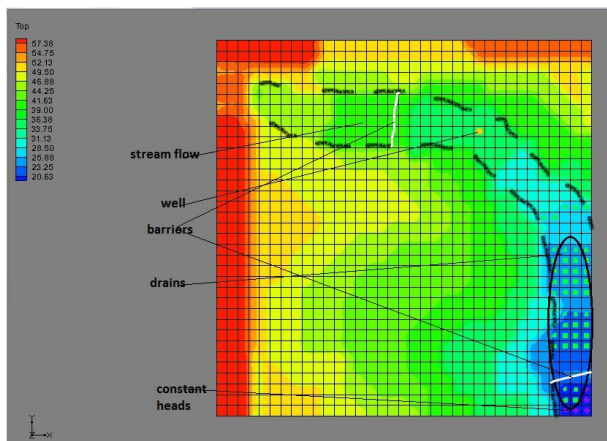 Top
57.38
54.75
52.13
49.50
46.88
44.25
41.63
39.00
36.38
33.75
31.13
28.50
25.88
23.25
20.63
stream flow
well
barriers
drains
constant
heads
Y
Z
X